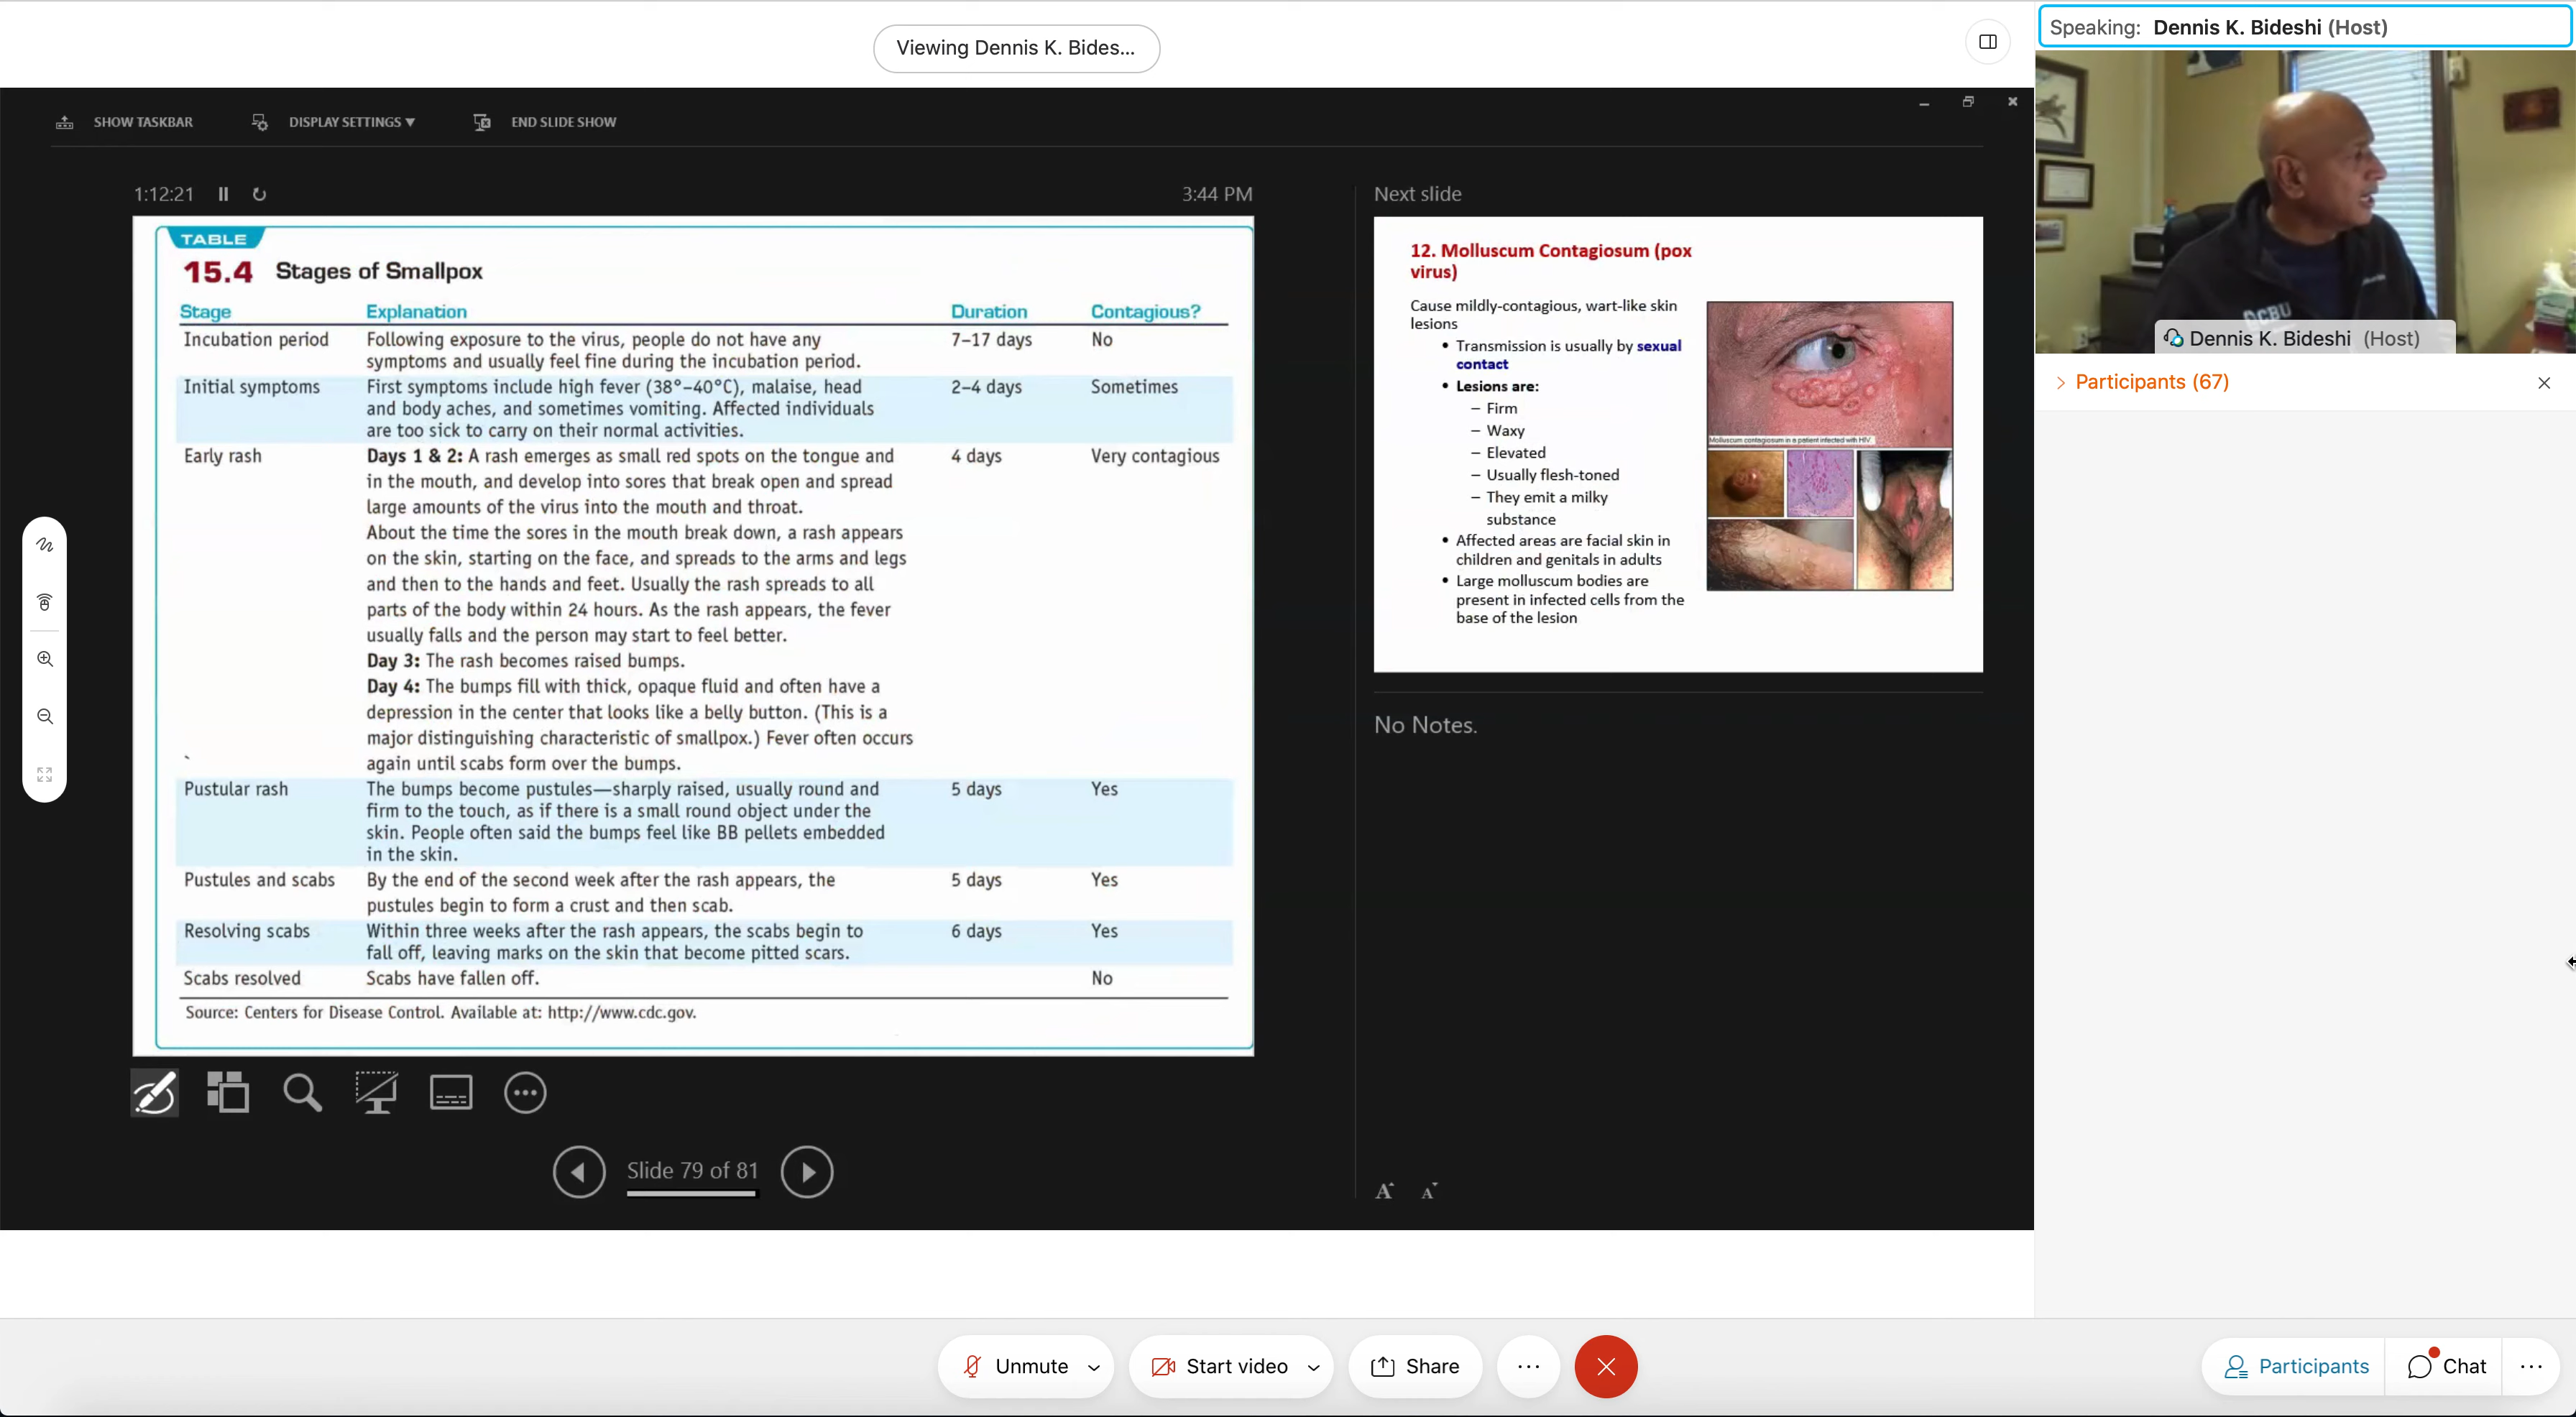 Viewing Dennis K. Bides...
Speaking: Dennis K. Bideshi (Host)
SHOW TASKBAR
DISPLAY SETTINGS ▼
END SLIDE SHOW
1:12:21
3:44 PM
TABLE
15.4 Stages of Smallpox
Stage Explanation Duration Contagious?
Incubation period Following exposure to the virus, people do not have any 7–17 days No
symptoms and usually feel fine during the incubation period.
Initial symptoms First symptoms include high fever (38°–40°C), malaise, head 2–4 days Sometimes
and body aches, and sometimes vomiting. Affected individuals
are too sick to carry on their normal activities.
Early rash Days 1 & 2: A rash emerges as small red spots on the tongue and 4 days Very contagious
in the mouth, and develop into sores that break open and spread
large amounts of the virus into the mouth and throat.
About the time the sores in the mouth break down, a rash appears
on the skin, starting on the face, and spreads to the arms and legs
and then to the hands and feet. Usually the rash spreads to all
parts of the body within 24 hours. As the rash appears, the fever
usually falls and the person may start to feel better.
Day 3: The rash becomes raised bumps.
Day 4: The bumps fill with thick, opaque fluid and often have a
depression in the center that looks like a belly button. (This is a
major distinguishing characteristic of smallpox.) Fever often occurs
again until scabs form over the bumps.
Pustular rash The bumps become pustules—sharply raised, usually round and 5 days Yes
firm to the touch, as if there is a small round object under the
skin. People often said the bumps feel like BB pellets embedded
in the skin.
Pustules and scabs By the end of the second week after the rash appears, the 5 days Yes
pustules begin to form a crust and then scab.
Resolving scabs Within three weeks after the rash appears, the scabs begin to 6 days Yes
fall off, leaving marks on the skin that become pitted scars.
Scabs resolved Scabs have fallen off. No
Source: Centers for Disease Control. Available at: http://www.cdc.gov.
Slide 79 of 81
Next slide
12. Molluscum Contagiosum (pox
virus)
Cause mildly-contagious, wart-like skin
lesions
• Transmission is usually by sexual
contact
• Lesions are:
– Firm
– Waxy
– Elevated
– Usually flesh-toned
– They emit a milky
substance
• Affected areas are facial skin in
children and genitals in adults
• Large molluscum bodies are
present in infected cells from the
base of the lesion
Molluscum contagiosum in a patient infected with HIV.
No Notes.
A A
CBU
Dennis K. Bideshi (Host)
Participants (67)
Unmute
Start video
Share
Participants
Chat